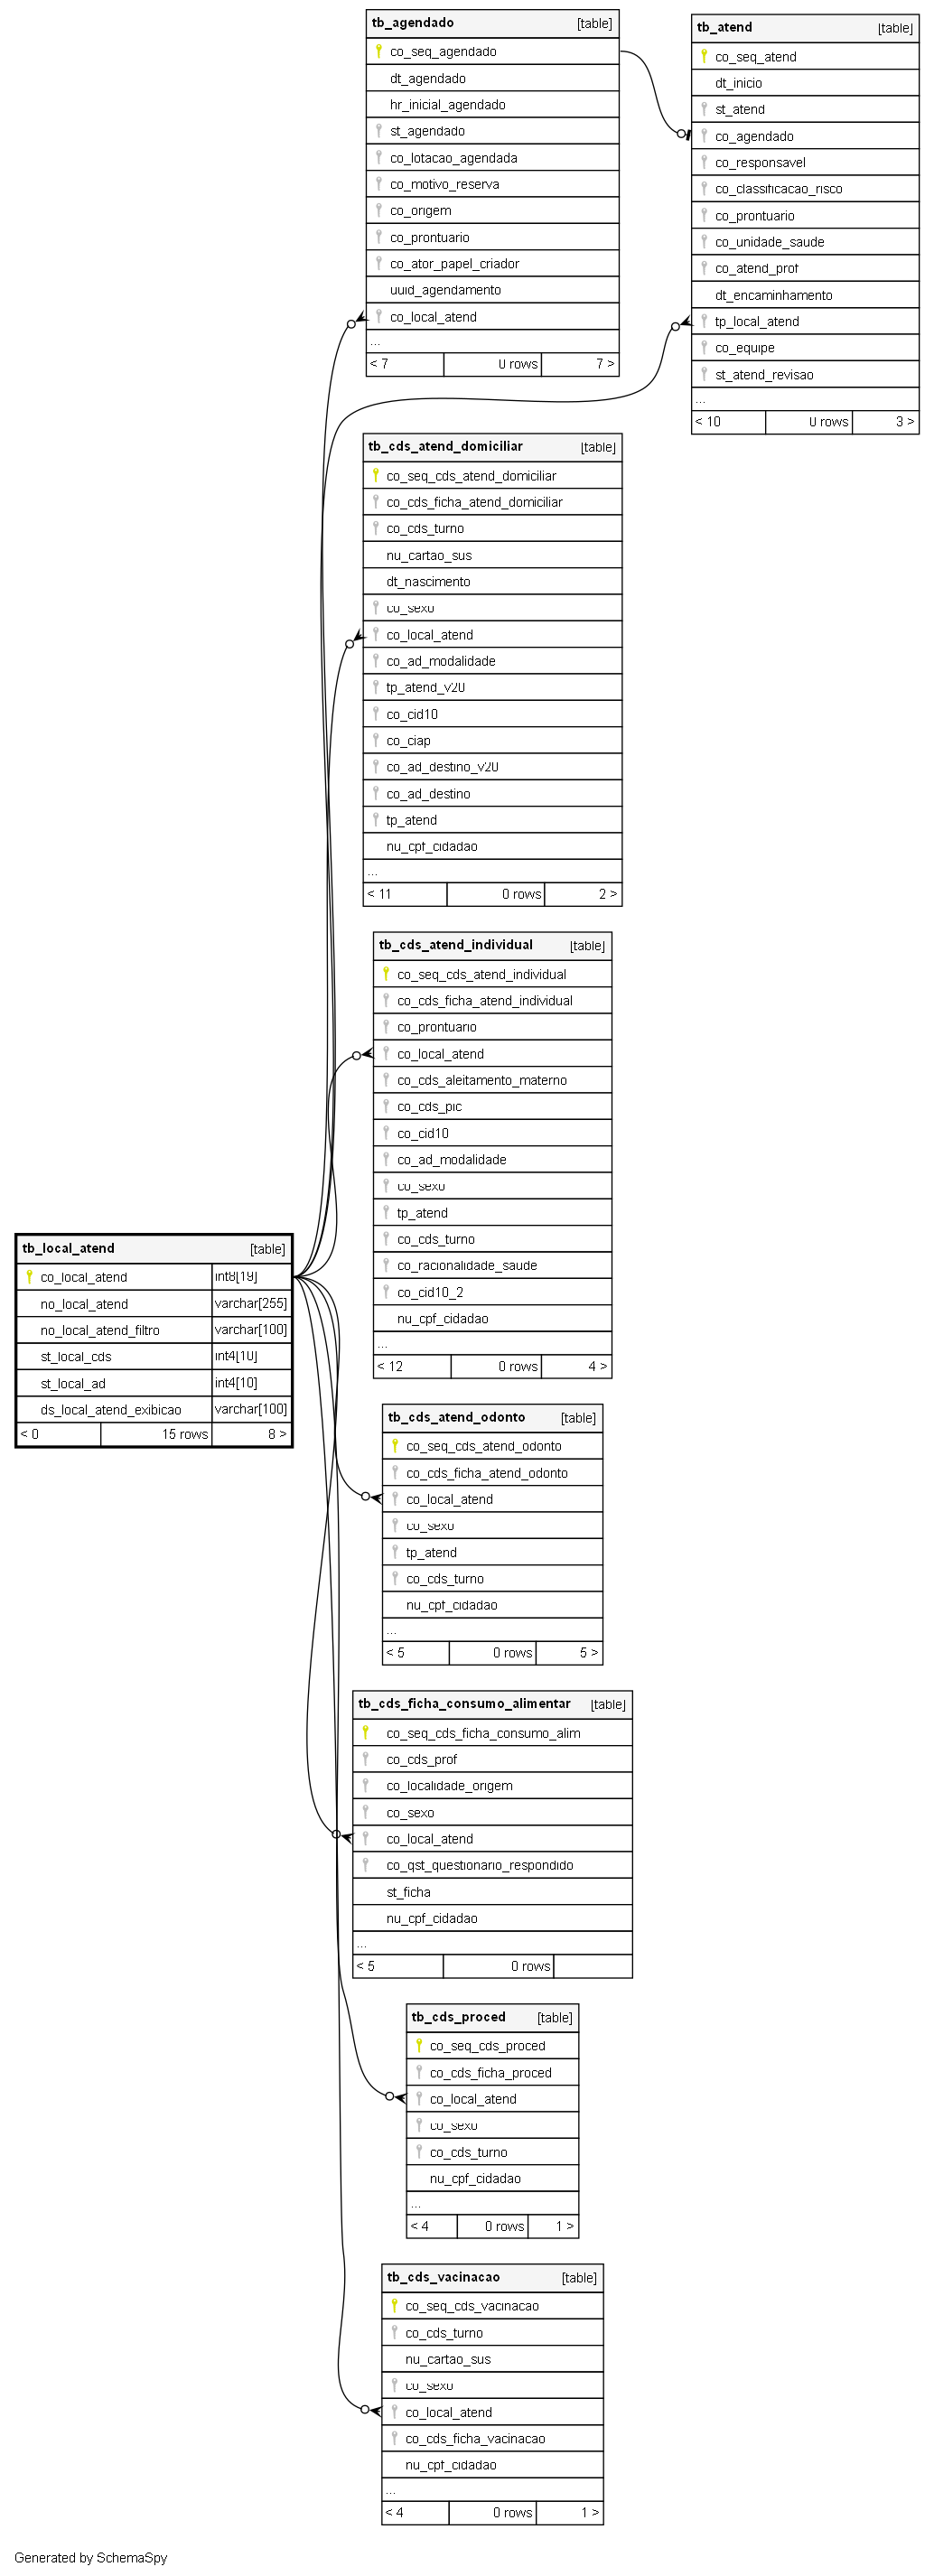 tb_agendado [table]
co_seq_agendado
dt_agendado
hr_inicial_agendado
st_agendado
co_lotacao_agendada
co_motivo_reserva
co_origem
co_prontuario
co_ator_papel_criador
uuid_agendamento
co_local_atend
...
< 7 0 rows 7 >
tb_atend [table]
co_seq_atend
dt_inicio
st_atend
co_agendado
co_responsavel
co_classificacao_risco
co_prontuario
co_unidade_saude
co_atend_prof
dt_encaminhamento
tp_local_atend
co_equipe
st_atend_revisao
...
< 10 0 rows 3 >
tb_cds_atend_domiciliar [table]
co_seq_cds_atend_domiciliar
co_cds_ficha_atend_domiciliar
co_cds_turno
nu_cartao_sus
dt_nascimento
co_sexo
co_local_atend
co_ad_modalidade
tp_atend_v20
co_cid10
co_ciap
co_ad_destino_v20
co_ad_destino
tp_atend
nu_cpf_cidadao
...
< 11 0 rows 2 >
tb_cds_atend_individual [table]
co_seq_cds_atend_individual
co_cds_ficha_atend_individual
co_prontuario
co_local_atend
co_cds_aleitamento_materno
co_cds_pic
co_cid10
co_ad_modalidade
co_sexo
tp_atend
co_cds_turno
co_racionalidade_saude
co_cid10_2
nu_cpf_cidadao
...
< 12 0 rows 4 >
tb_local_atend [table]
co_local_atend int8[19]
no_local_atend varchar[255]
no_local_atend_filtro varchar[100]
st_local_cds int4[10]
st_local_ad int4[10]
ds_local_atend_exibicao varchar[100]
< 0 15 rows 8 >
tb_cds_atend_odonto [table]
co_seq_cds_atend_odonto
co_cds_ficha_atend_odonto
co_local_atend
co_sexo
tp_atend
co_cds_turno
nu_cpf_cidadao
...
< 5 0 rows 5 >
tb_cds_ficha_consumo_alimentar [table]
co_seq_cds_ficha_consumo_alim
co_cds_prof
co_localidade_origem
co_sexo
co_local_atend
co_qst_questionario_respondido
st_ficha
nu_cpf_cidadao
...
< 5 0 rows
tb_cds_proced [table]
co_seq_cds_proced
co_cds_ficha_proced
co_local_atend
co_sexo
co_cds_turno
nu_cpf_cidadao
...
< 4 0 rows 1 >
tb_cds_vacinacao [table]
co_seq_cds_vacinacao
co_cds_turno
nu_cartao_sus
co_sexo
co_local_atend
co_cds_ficha_vacinacao
nu_cpf_cidadao
...
< 4 0 rows 1 >
Generated by SchemaSpy